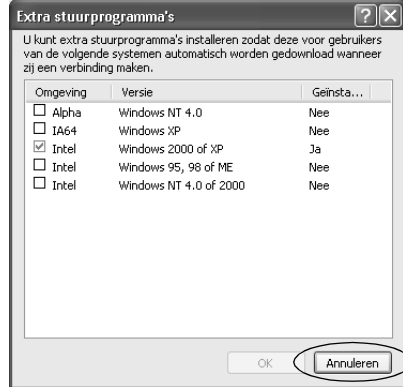 Extra stuurprogramma's
U kunt extra stuurprogramma's installeren zodat deze voor gebruikers
van de volgende systemen automatisch worden gedownload wanneer
zij een verbinding maken.
Omgeving Versie Geïnsta...
Alpha Windows NT 4.0 Nee
IA64 Windows XP Nee
Intel Windows 2000 of XP Ja
Intel Windows 95, 98 of ME Nee
Intel Windows NT 4.0 of 2000 Nee
OK Annuleren